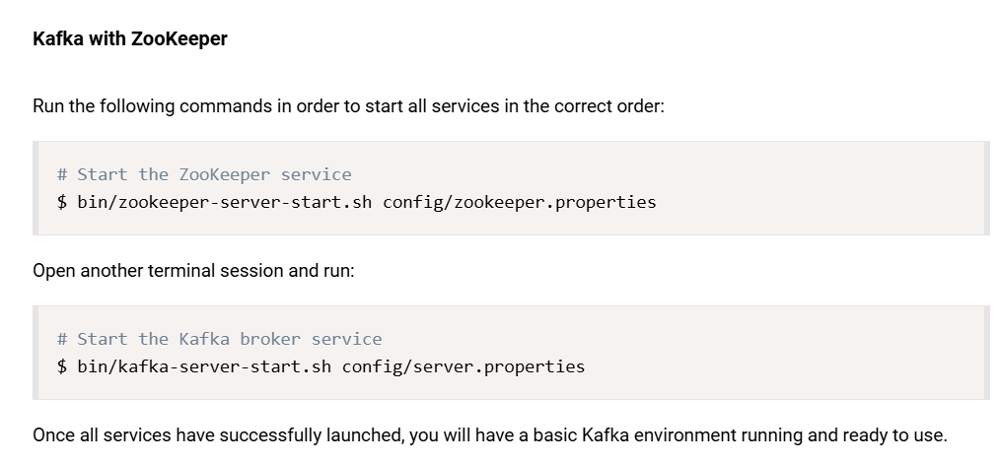 Kafka with ZooKeeper
Run the following commands in order to start all services in the correct order:
# Start the ZooKeeper service
$ bin/zookeeper-server-start.sh config/zookeeper.properties
Open another terminal session and run:
# Start the Kafka broker service
$ bin/kafka-server-start.sh config/server.properties
Once all services have successfully launched, you will have a basic Kafka environment running and ready to use.